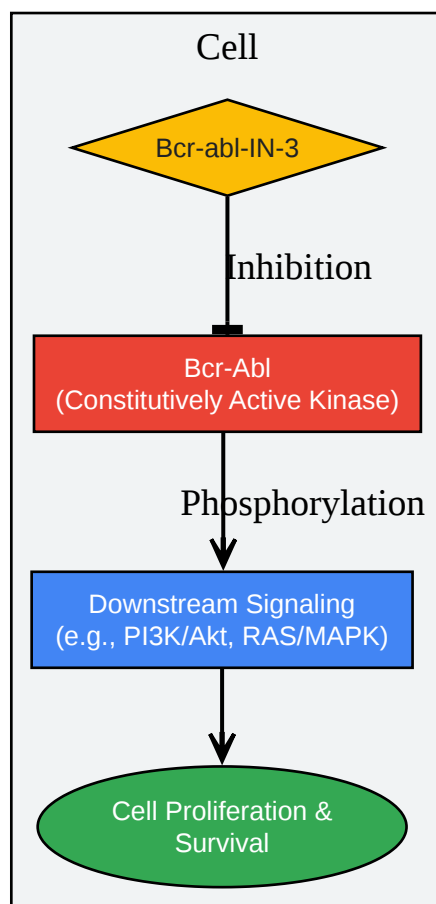 Cell
Bcr-abl-IN-3
Inhibition
Bcr-Abl
(Constitutively Active Kinase)
Phosphorylation
Downstream Signaling
(e.g., PI3K/Akt, RAS/MAPK)
Cell Proliferation &
Survival